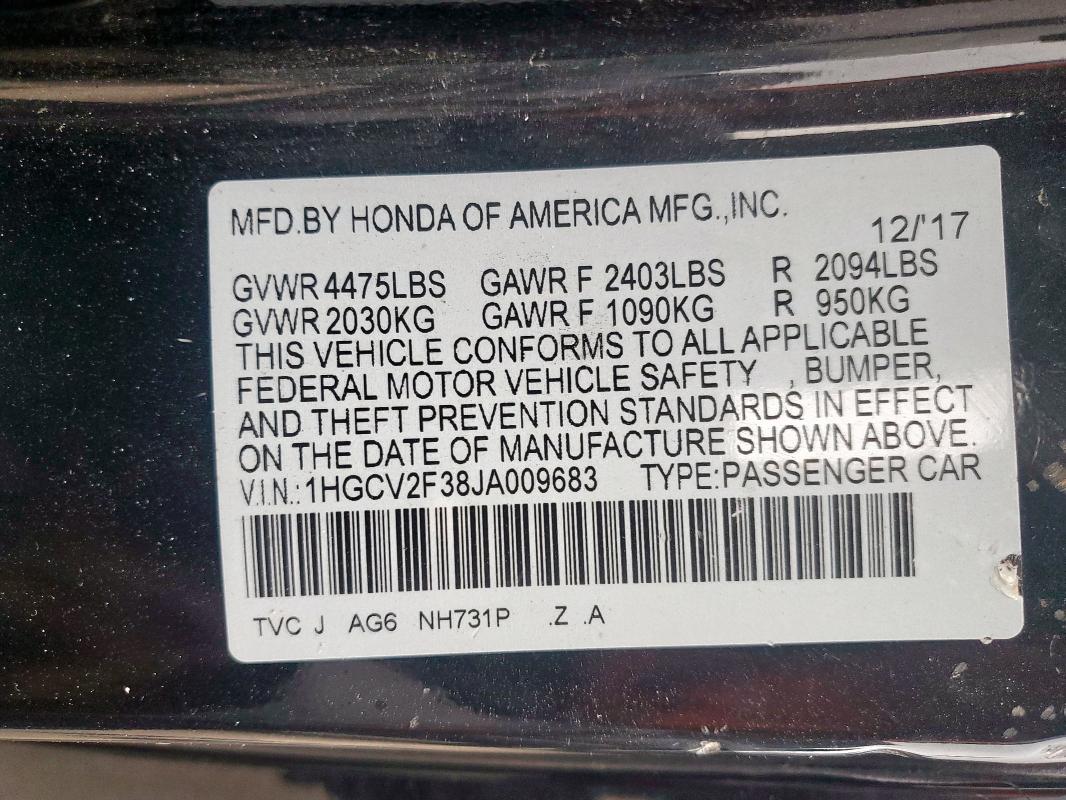 MFD.BY HONDA OF AMERICA MFG.,INC.
12/'17
GVWR 4475LBS GAWR F 2403LBS R 2094LBS
GVWR 2030KG GAWR F 1090KG R 950KG
THIS VEHICLE CONFORMS TO ALL APPLICABLE
FEDERAL MOTOR VEHICLE SAFETY , BUMPER,
AND THEFT PREVENTION STANDARDS IN EFFECT
ON THE DATE OF MANUFACTURE SHOWN ABOVE.
V.I.N.: 1HGCV2F38JA009683 TYPE:PASSENGER CAR
TVC J AG6 NH731P .Z .A